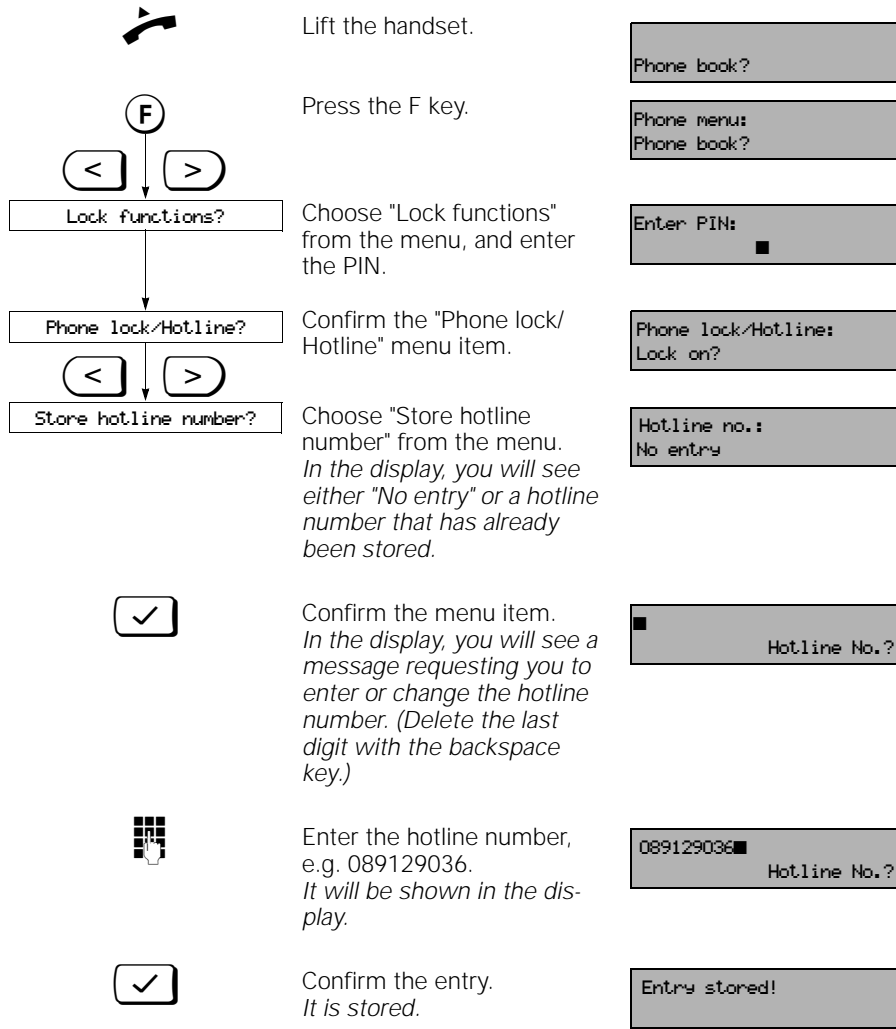 Lift the handset.
Phone book?
F
Press the F key.
Phone menu:
Phone book?
< >
Lock functions?
Choose "Lock functions"
from the menu, and enter
the PIN.
Enter PIN:
Phone lock/Hotline?
Confirm the "Phone lock/
Hotline" menu item.
Phone lock/Hotline:
Lock on?
< >
Store hotline number?
Choose "Store hotline
number" from the menu.
In the display, you will see
either "No entry" or a hotline
number that has already
been stored.
Hotline no.:
No entry
Confirm the menu item.
In the display, you will see a
message requesting you to
enter or change the hotline
number. (Delete the last
digit with the backspace
key.)
Hotline No.?
Enter the hotline number,
e.g. 089129036.
It will be shown in the dis-
play.
089129036
Hotline No.?
Confirm the entry.
It is stored.
Entry stored!